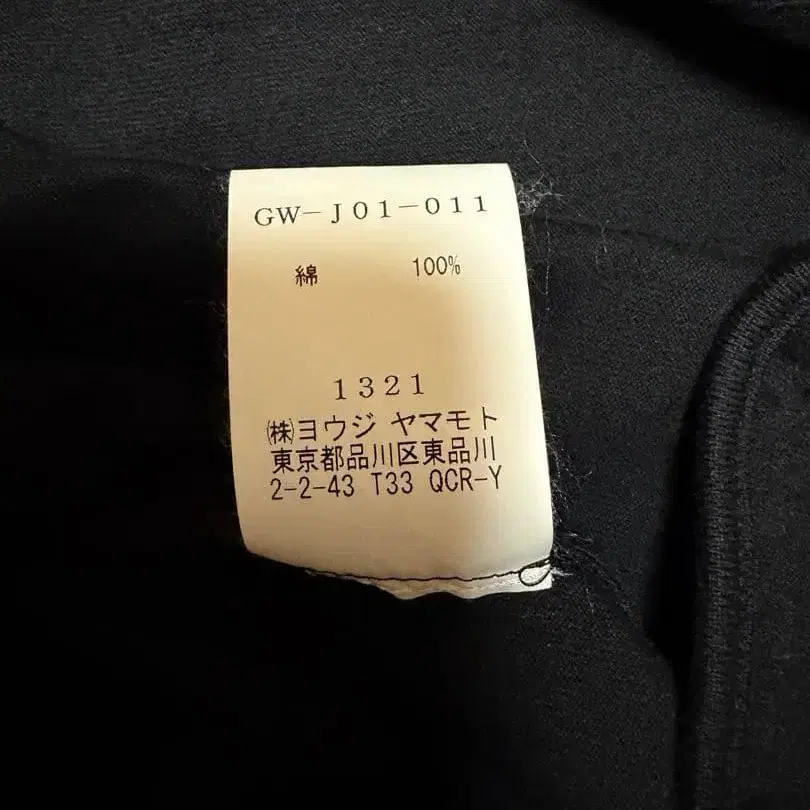 GW-J01-011
綿 100%
1321
㈱ヨウジ ヤマモト
東京都品川区東品川
2-2-43 T33 QCR-Y